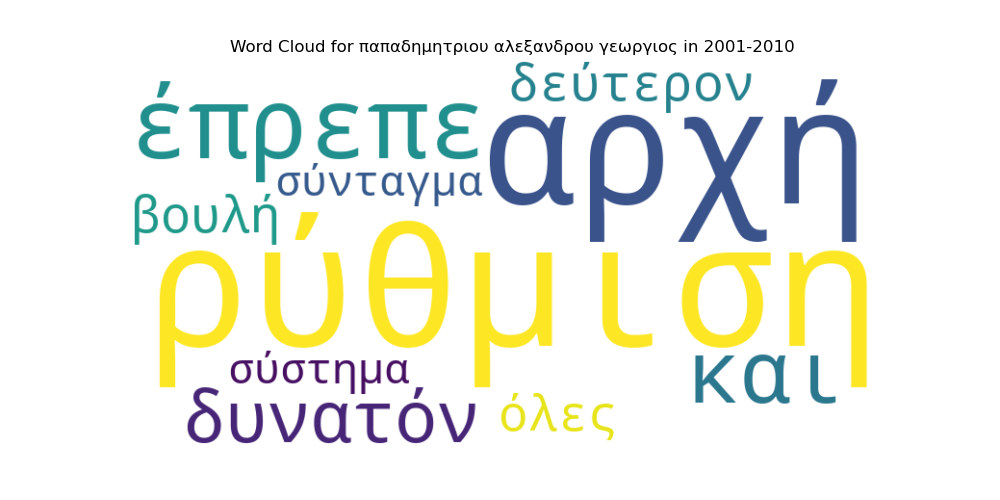 Word Cloud for παπαδημητριου αλεξανδρου γεωργιος in 2001-2010
δεύτερον
έπρεπε
αρχή
σύνταγμα
βουλή
ρύθμιση
σύστημα
και
δυνατόν
όλες